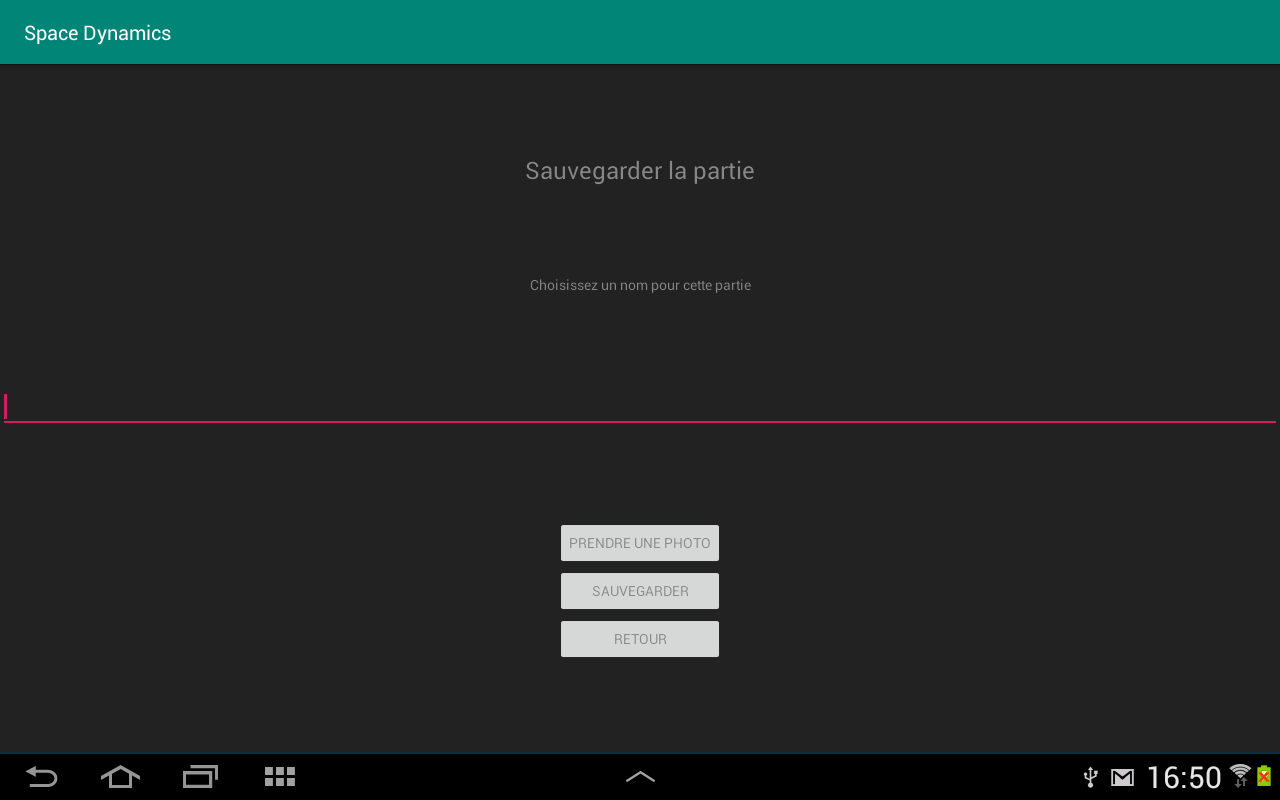 Space Dynamics
Sauvegarder la partie
Choisissez un nom pour cette partie
PRENDRE UNE PHOTO
SAUVEGARDER
RETOUR
16:50